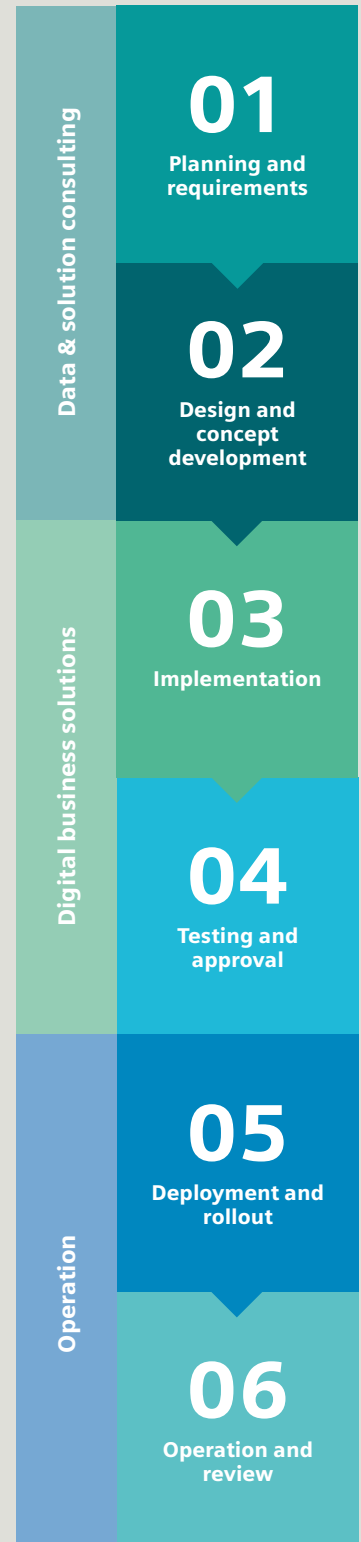 Data & solution consulting
01
Planning and
requirements
02
Design and
concept
development
Digital business solutions
03
Implementation
04
Testing and
approval
Operation
05
Deployment and
rollout
06
Operation and
review